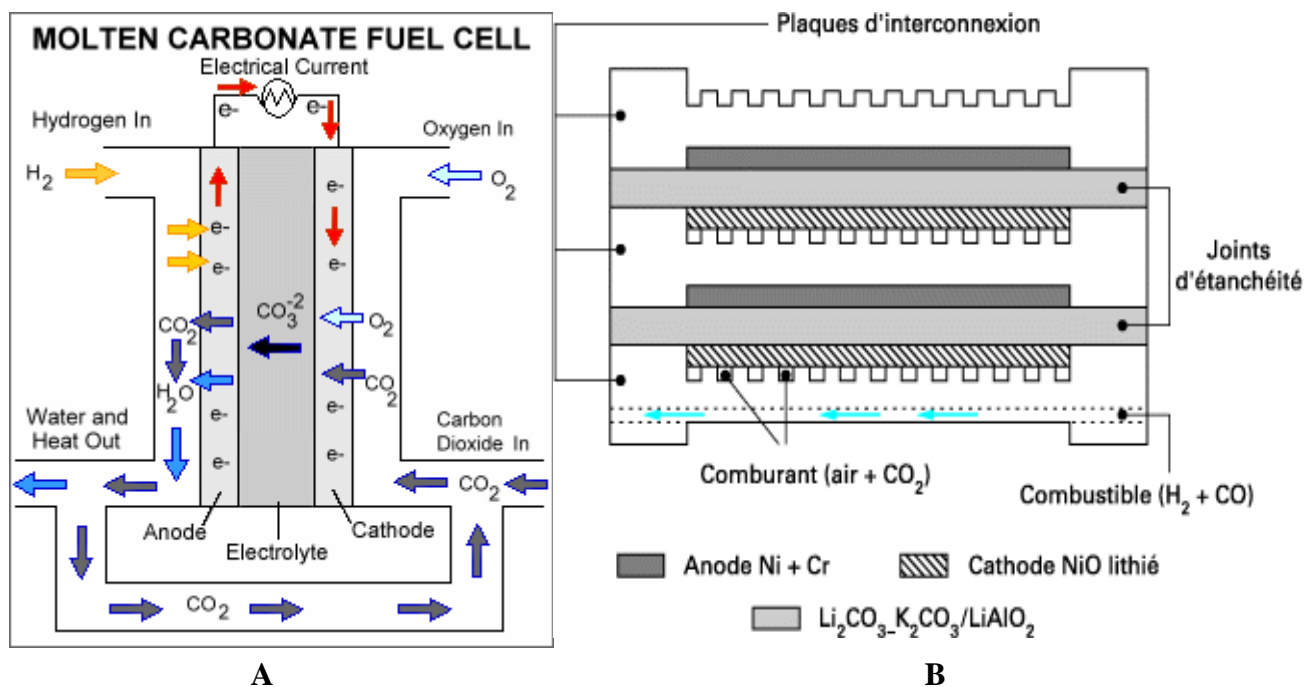 MOLTEN CARBONATE FUEL CELL
Electrical Current
e-
e-
Hydrogen In
Oxygen In
H2
O2
e-
e-
e-
e-
CO3-2
CO2
O2
H2O
CO2
e-
e-
Water and
Heat Out
Carbon
Dioxide In
e-
e-
CO2
Anode
Cathode
Electrolyte
CO2
A
Plaques d'interconnexion
Joints
d'étanchéité
Comburant (air + CO2)
Combustible (H2 + CO)
Anode Ni + Cr
Cathode NiO lithié
Li2CO3-K2CO3/LiAlO2
B